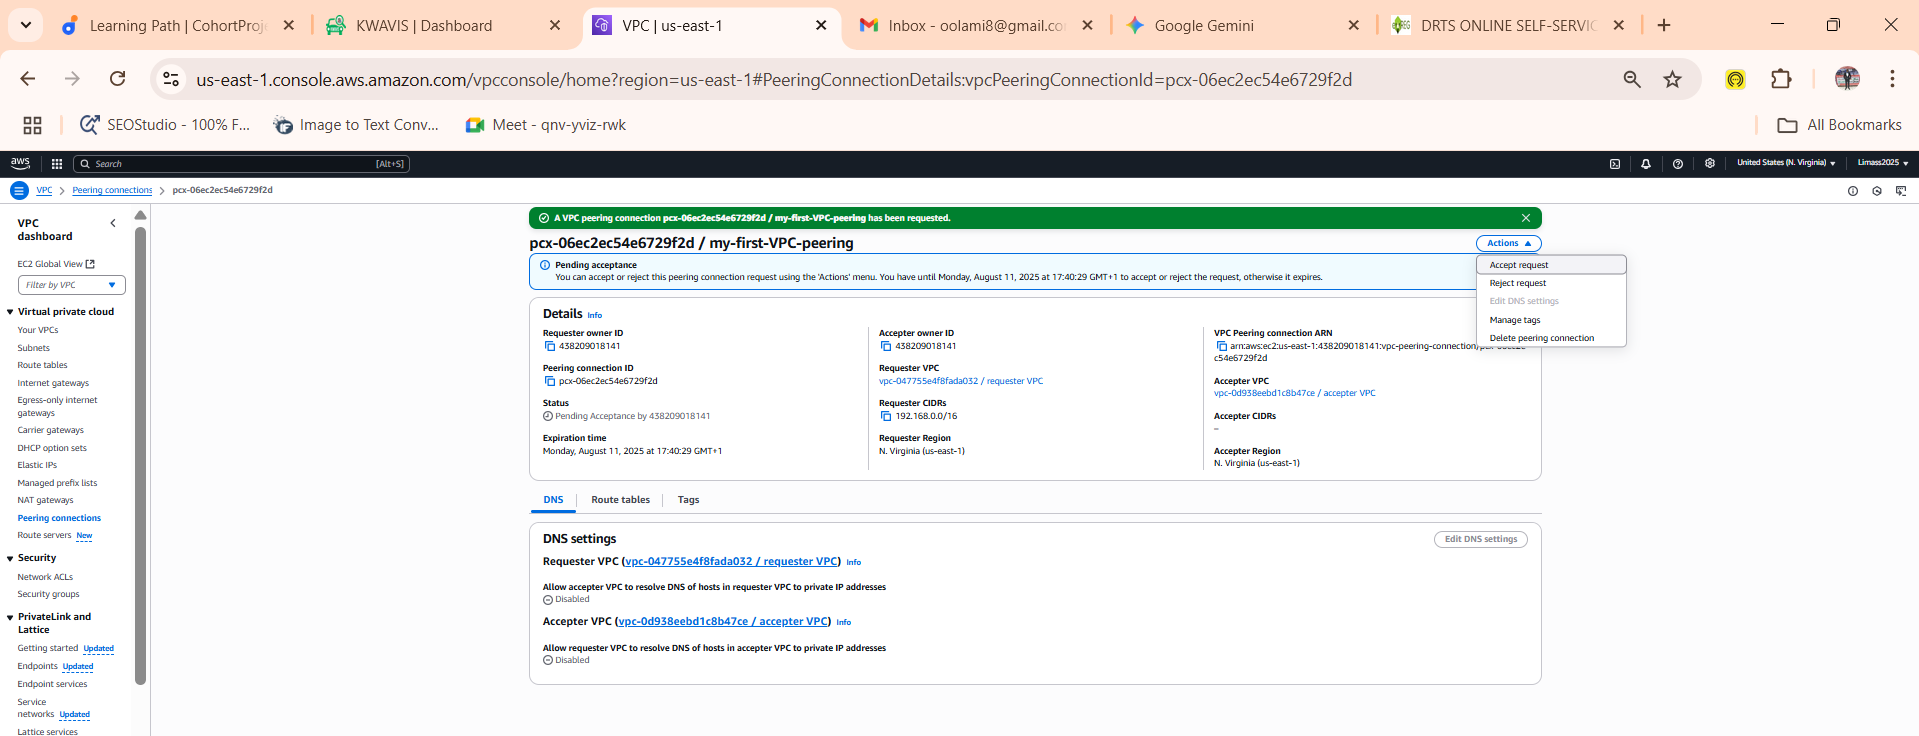 Learning Path | CohortProj
KWAVIS | Dashboard
VPC | us-east-1
Inbox - oolami8@gmail.co
Google Gemini
DRTS ONLINE SELF-SERVIC
us-east-1.console.aws.amazon.com/vpcconsole/home?region=us-east-1#PeeringConnectionDetails:vpcPeeringConnectionId=pcx-06ec2ec54e6729f2d
SEOStudio - 100% F...
Image to Text Conv...
Meet - qnv-yviz-rwk
All Bookmarks
aws
Search
[Alt+S]
United States (N. Virginia)
Limass2025
VPC
Peering connections
pcx-06ec2ec54e6729f2d
VPC
dashboard
EC2 Global View
Filter by VPC
Virtual private cloud
Your VPCs
Subnets
Route tables
Internet gateways
Egress-only internet
gateways
Carrier gateways
DHCP option sets
Elastic IPs
Managed prefix lists
NAT gateways
Peering connections
Route servers New
Security
Network ACLs
Security groups
PrivateLink and
Lattice
Getting started Updated
Endpoints Updated
Endpoint services
Service
networks Updated
Lattice services
A VPC peering connection pcx-06ec2ec54e6729f2d / my-first-VPC-peering has been requested.
pcx-06ec2ec54e6729f2d / my-first-VPC-peering
Actions
Accept request
Reject request
Edit DNS settings
Manage tags
Delete peering connection
Pending acceptance
You can accept or reject this peering connection request using the 'Actions' menu. You have until Monday, August 11, 2025 at 17:40:29 GMT+1 to accept or reject the request, otherwise it expires.
Details Info
Requester owner ID
438209018141
Peering connection ID
pcx-06ec2ec54e6729f2d
Status
Pending Acceptance by 438209018141
Expiration time
Monday, August 11, 2025 at 17:40:29 GMT+1
Accepter owner ID
438209018141
Requester VPC
vpc-047755e4f8fada032 / requester VPC
Requester CIDRs
192.168.0.0/16
Requester Region
N. Virginia (us-east-1)
VPC Peering connection ARN
arn:aws:ec2:us-east-1:438209018141:vpc-peering-connection/pcx-06ec2e
c54e6729f2d
Accepter VPC
vpc-0d938eebd1c8b47ce / accepter VPC
Accepter CIDRs
–
Accepter Region
N. Virginia (us-east-1)
DNS
Route tables
Tags
DNS settings
Edit DNS settings
Requester VPC (vpc-047755e4f8fada032 / requester VPC) Info
Allow accepter VPC to resolve DNS of hosts in requester VPC to private IP addresses
Disabled
Accepter VPC (vpc-0d938eebd1c8b47ce / accepter VPC) Info
Allow requester VPC to resolve DNS of hosts in accepter VPC to private IP addresses
Disabled